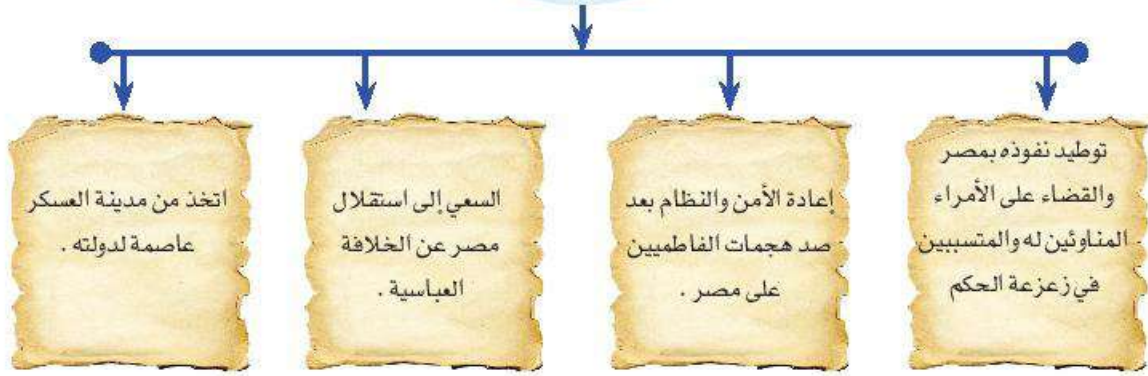 توطيد نفوذه بمصر
والقضاء على الأمراء
المناوئين له والمتسببين
في زعزعة الحكم
إعادة الأمن والنظام بعد
صد هجمات الفاطميين
على مصر .
السعي إلى استقلال
مصر عن الخلافة
العباسية .
اتخذ من مدينة العسكر
عاصمة لدولته .